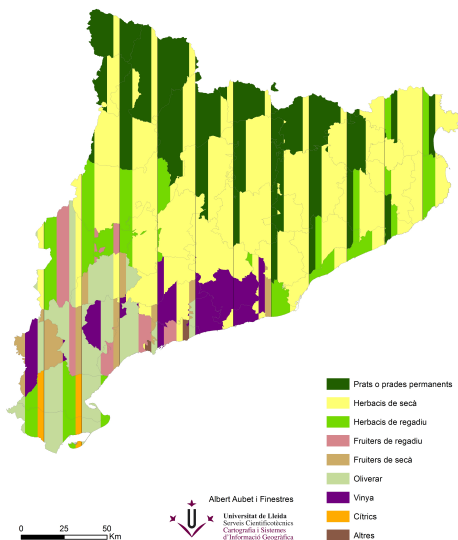 Prats o prades permanents
Herbacis de secà
Herbacis de regadiu
Fruiters de regadiu
Fruiters de secà
Oliverar
Vinya
Cítrics
Altres
Albert Aubet i Finestres
Universitat de Lleida
Serveis Cientificotècnics
Cartografia i Sistemes
d'Informació Geogràfica
0 25 50
Km